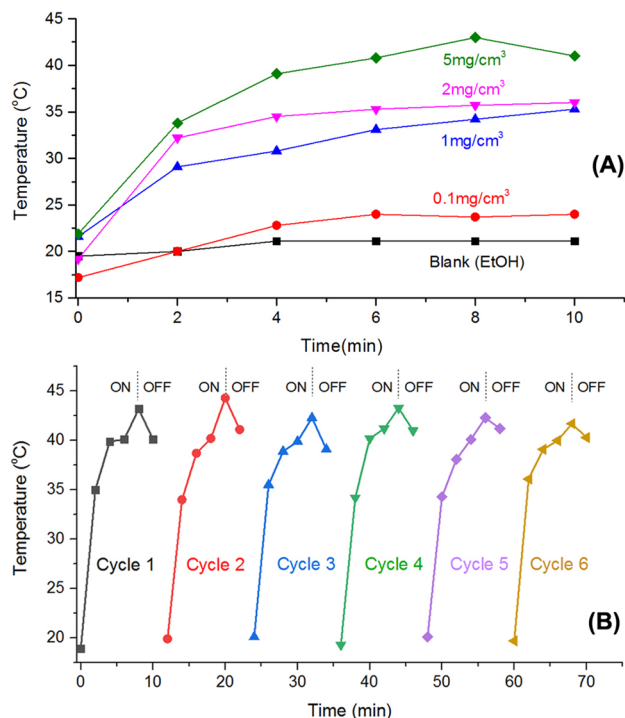 45
40
35
30
25
20
15
Temperature (°C)
5mg/cm³
2mg/cm³
1mg/cm³
0.1mg/cm³
Blank (EtOH)
(A)
0 2 4 6 8 10
Time(min)
45
40
35
30
25
20
Temperature (°C)
ON OFF ON OFF ON OFF ON OFF ON OFF ON OFF
Cycle 1 Cycle 2 Cycle 3 Cycle 4 Cycle 5 Cycle 6
(B)
0 10 20 30 40 50 60 70
Time (min)